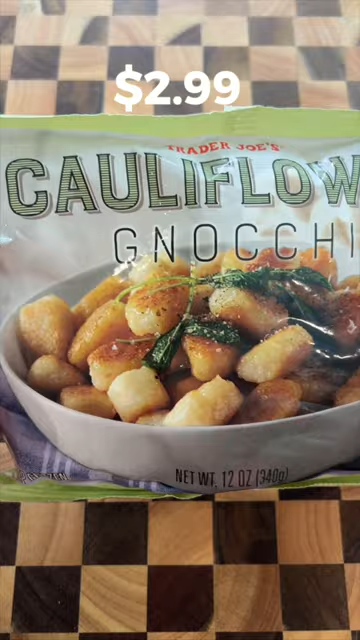 $2.99
TRADER JOE'S
CAULIFLOW
GNOCCHI
NET WT. 12 OZ (340g)